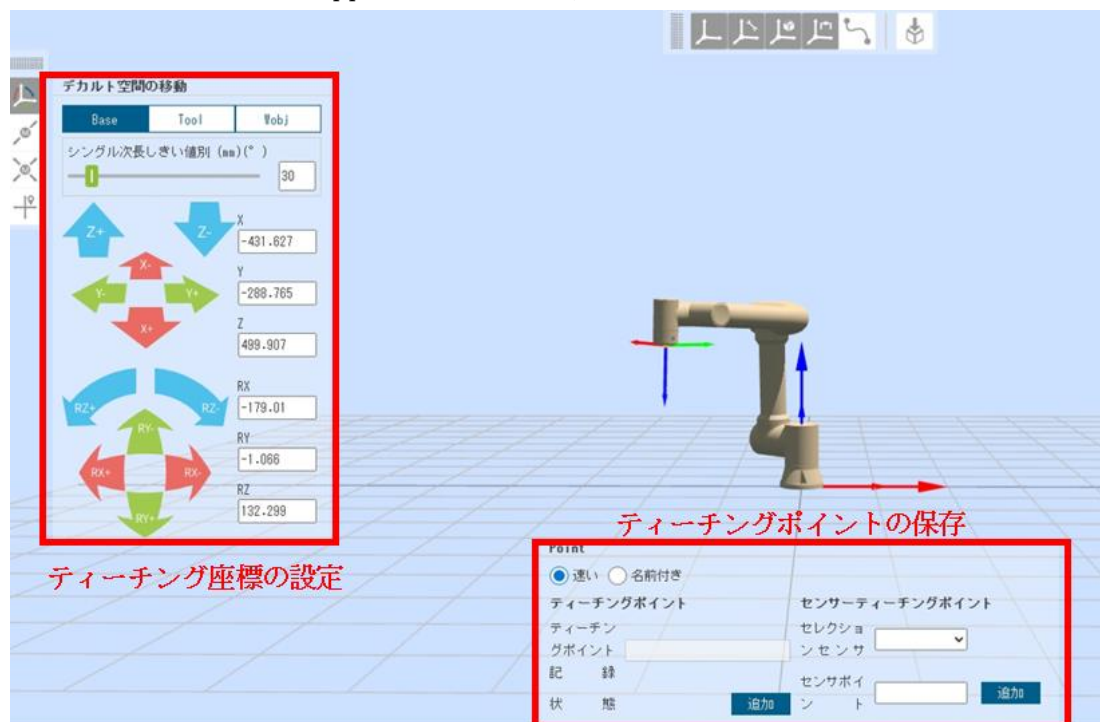 デカルト空間の移動
Base
Tool
Wobj
シングル次長しきい値別 (mm)(°)
30
Z+
Z-
X
-431.627
X-
Y
Y-
Y+
-288.765
X+
Z
499.907
RX
RZ+
RZ-
-179.01
RY-
RY
RX+
RX-
-1.066
RZ
RY+
132.299
ティーチング座標の設定
ティーチングポイントの保存
Point
速い
名前付き
ティーチングポイント
センサーティーチングポイント
ティーチン
グポイント
セレクショ
ンセンサ
記 録
状 態
追加
センサポイ
ン ト
追加